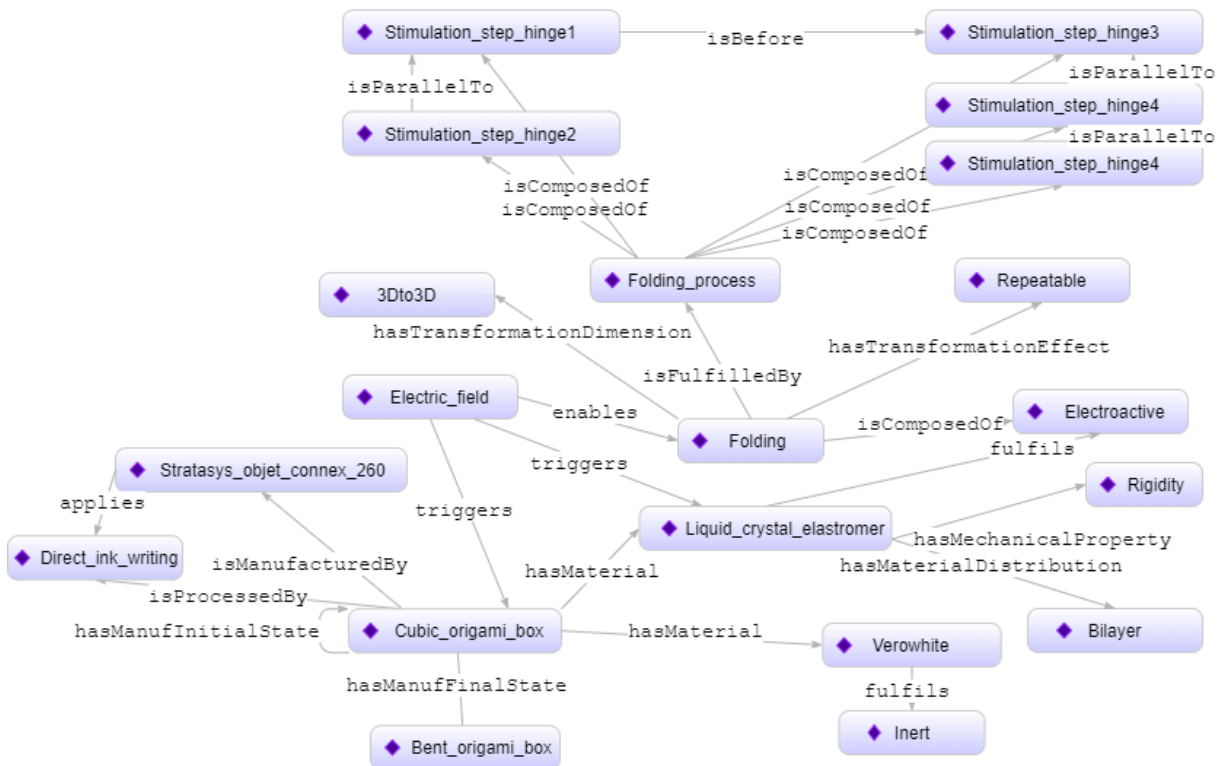 Stimulation_step_hinge1
isBefore
Stimulation_step_hinge3
isParallelTo
isParallelTo
Stimulation_step_hinge4
Stimulation_step_hinge2
isParallelTo
Stimulation_step_hinge4
isComposedOf
isComposedOf
isComposedOf
isComposedOf
isComposedOf
Folding_process
Repeatable
3Dto3D
hasTransformationDimension
hasTransformationEffect
isFulfilledBy
Electric_field
enables
Folding
isComposedOf
Electroactive
fulfils
triggers
Stratasys_objet_connex_260
Rigidity
applies
triggers
Liquid_crystal_elastromer
hasMechanicalProperty
Direct_ink_writing
isManufacturedBy
hasMaterial
hasMaterialDistribution
isProcessedBy
hasManufInitialState
Cubic_origami_box
hasMaterial
Verowhite
Bilayer
hasManufFinalState
fulfils
Bent_origami_box
Inert